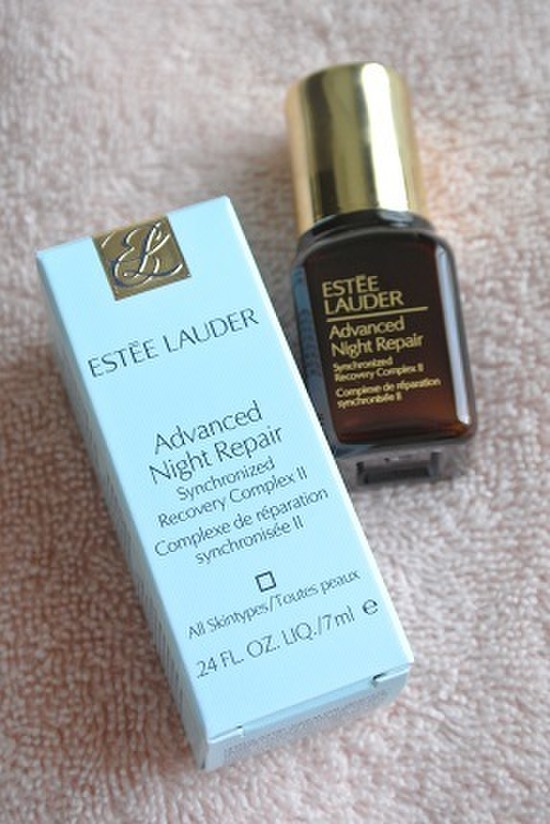 EL
ESTĒE LAUDER
Advanced
Night Repair
Synchronized
Recovery Complex II
Complexe de réparation
synchronisée II
All Skintypes/Toutes peaux
.24 FL. OZ. LIQ./7ml e
ESTĒE
LAUDER
Advanced
Night Repair
Synchronized
Recovery Complex II
Complexe de réparation
synchronisée II